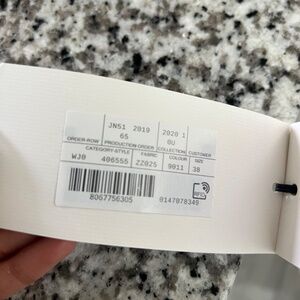 JN51 2019 2020 1
65 0U
ORDER-ROW PRODUCTION ORDER COLLECTION CUSTOMER
CATEGORY-STYLE FABRIC COLOUR SIZE
WJ0 406555 ZZ025 9011 38
8067756305 0147078340